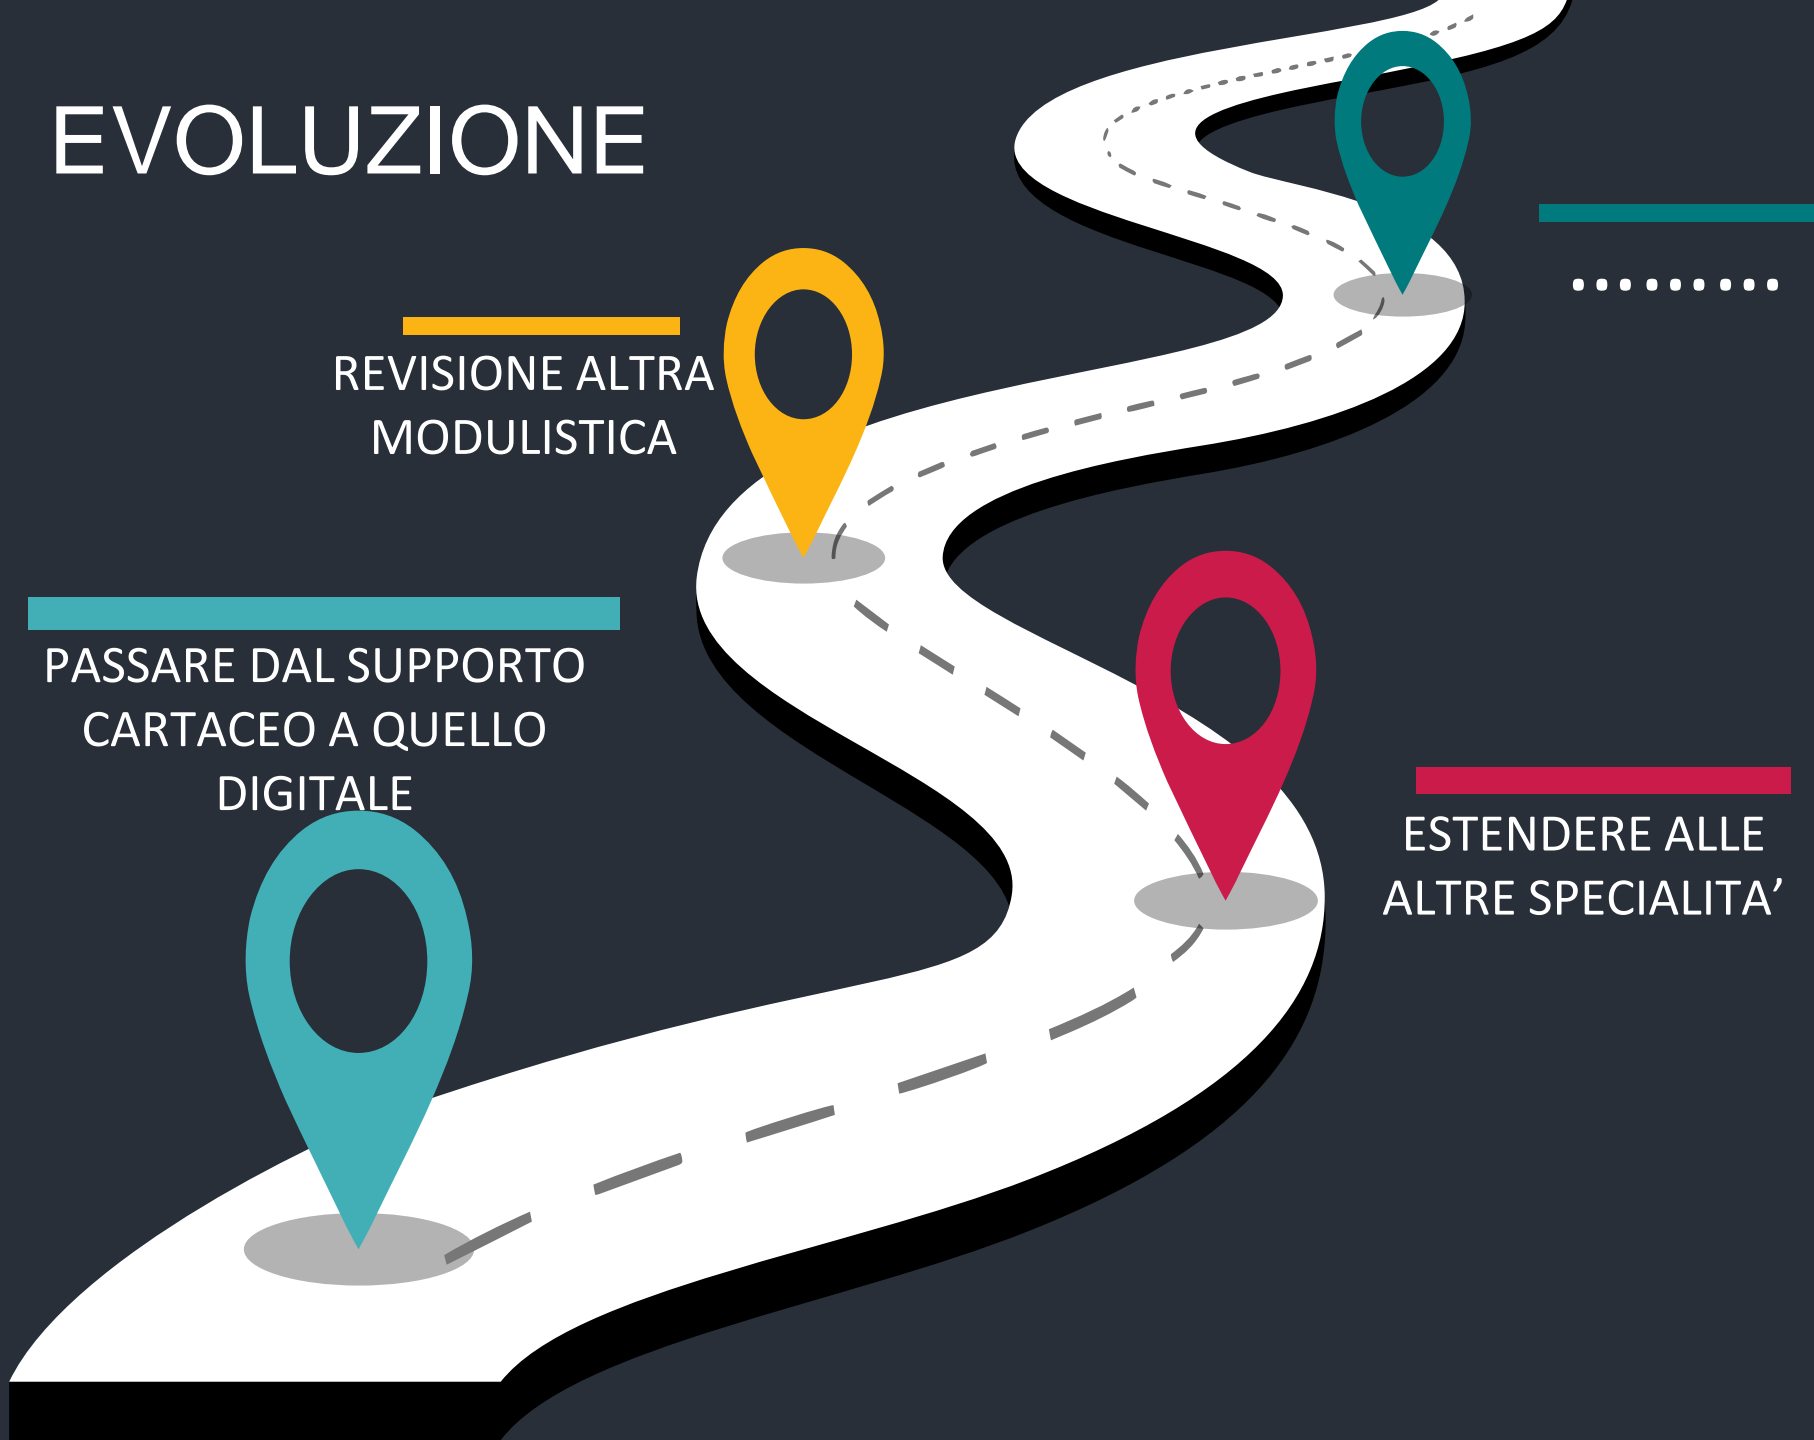 EVOLUZIONE
.........
REVISIONE ALTRA
MODULISTICA
PASSARE DAL SUPPORTO
CARTACEO A QUELLO
DIGITALE
ESTENDERE ALLE
ALTRE SPECIALITA’